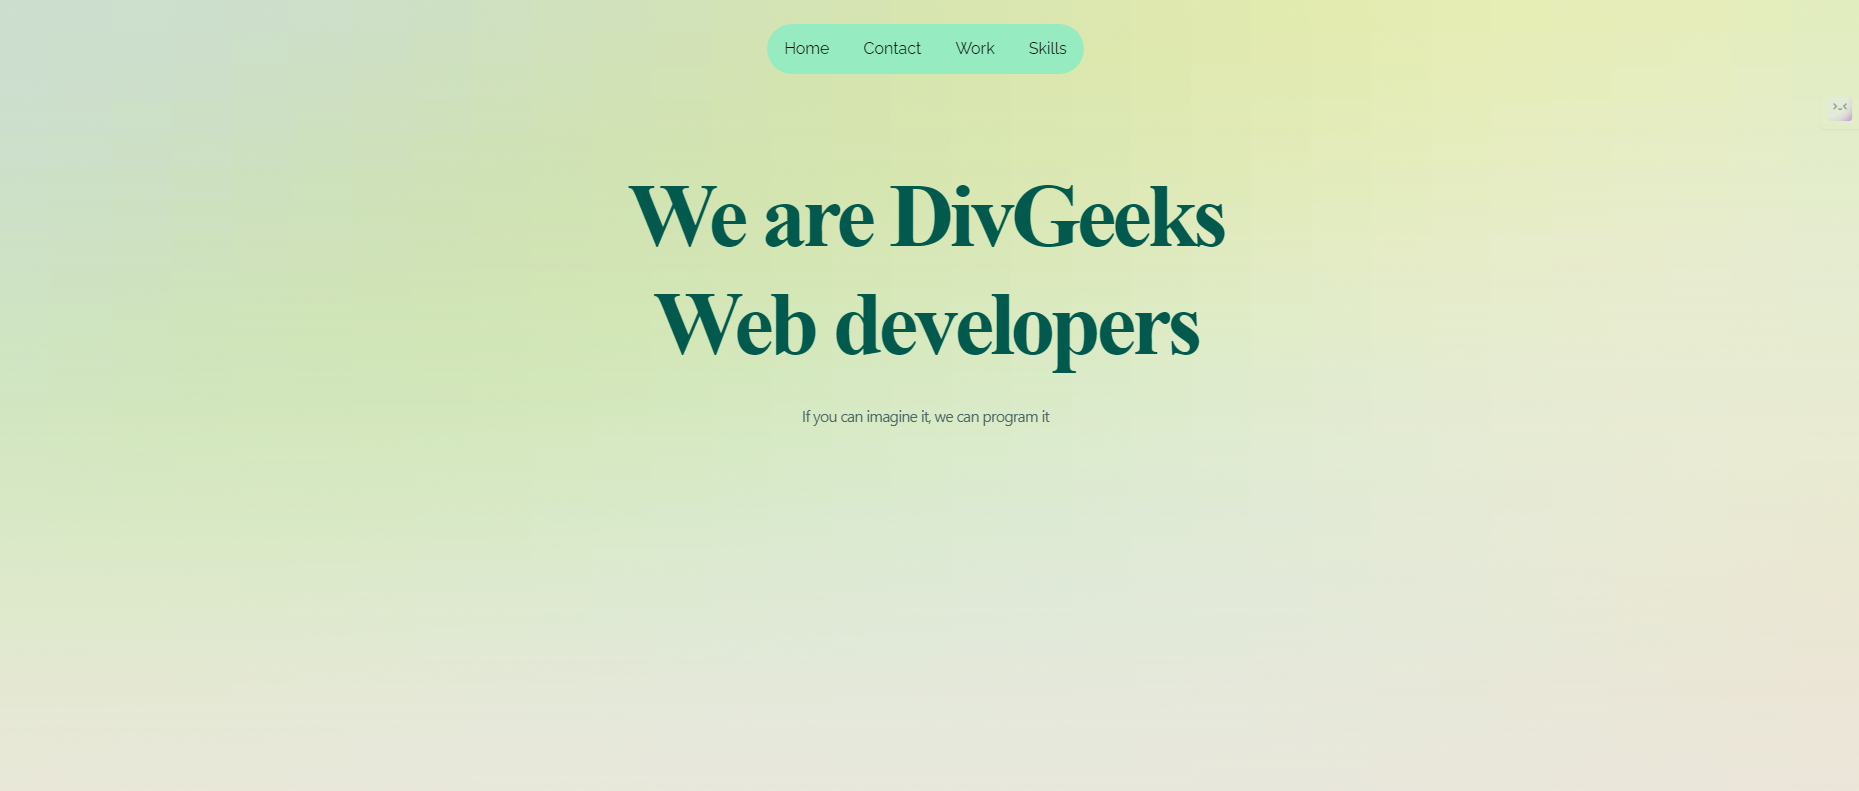 Home Contact Work Skills
We are DivGeeks
Web developers
If you can imagine it, we can program it